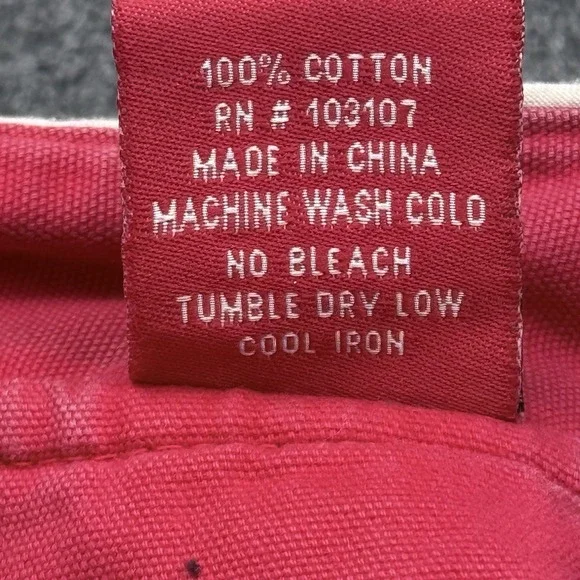 100% COTTON
RN # 103107
MADE IN CHINA
MACHINE WASH COLD
NO BLEACH
TUMBLE DRY LOW
COOL IRON